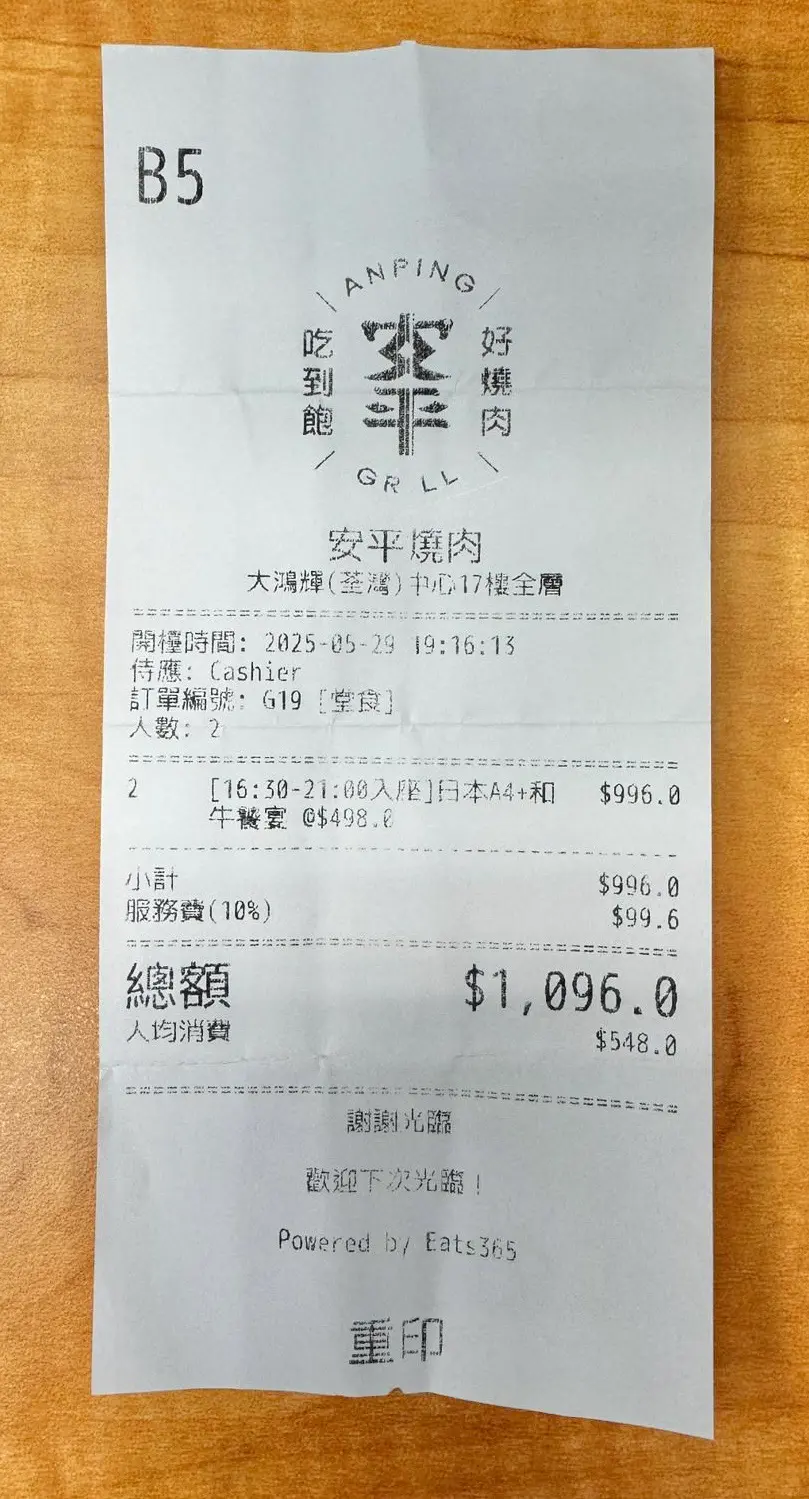 B5
ANPING
吃到飽
好燒肉
GRILL
安平燒肉
大鴻輝(荃灣)中心17樓全層
開檯時間: 2025-05-29 19:16:13
侍應: Cashier
訂單編號: G19 [堂食]
人數: 2
2 [16:30-21:00入座]日本A4+和 $996.0
牛饗宴 @$498.0
小計 $996.0
服務費(10%) $99.6
總額 $1,096.0
人均消費 $548.0
謝謝光臨
歡迎下次光臨!
Powered by Eats365
重印